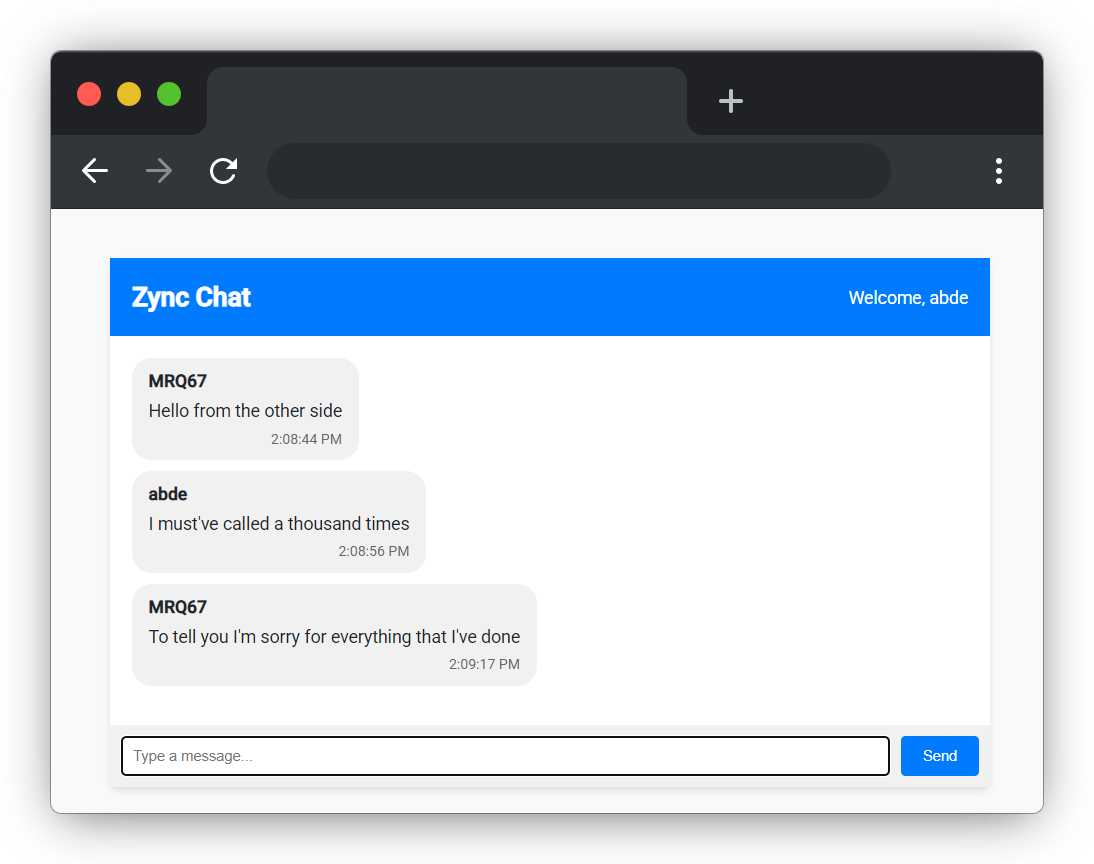 Zync Chat
Welcome, abde
MRQ67
Hello from the other side
2:08:44 PM
abde
I must've called a thousand times
2:08:56 PM
MRQ67
To tell you I'm sorry for everything that I've done
2:09:17 PM
Type a message...
Send